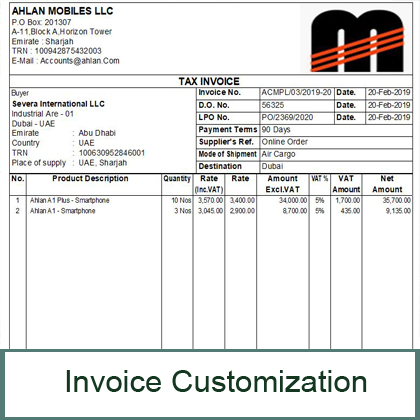 AHLAN MOBILES LLC
P.O Box: 201307
A-11,Block A,Horizon Tower
Emirate : Sharjah
TRN : 100942875432003
E-Mail : Accounts@ahlan.Com
m
TAX INVOICE
Buyer
Severa International LLC
Industrial Are - 01
Dubai - UAE
Emirate : Abu Dhabi
Country : UAE
TRN : 100630952846001
Place of supply : UAE, Sharjah
Invoice No. ACMPL/03/2019-20 Date. 20-Feb-2019
D.O. No. 56325 Date. 20-Feb-2019
LPO No. PO/2369/2020 Date. 20-Feb-2019
Payment Terms 90 Days
Supplier's Ref. Online Order
Mode of Shipment Air Cargo
Destination Dubai
No. Product Description Quantity Rate Rate Amount VAT % VAT Net
(Inc.VAT) Excl.VAT Amount Amount
1 Ahlan A1 Plus - Smartphone 10 Nos 3,570.00 3,400.00 34,000.00 5% 1,700.00 35,700.00
2 Ahlan A1 - Smartphone 3 Nos 3,045.00 2,900.00 8,700.00 5% 435.00 9,135.00
Invoice Customization